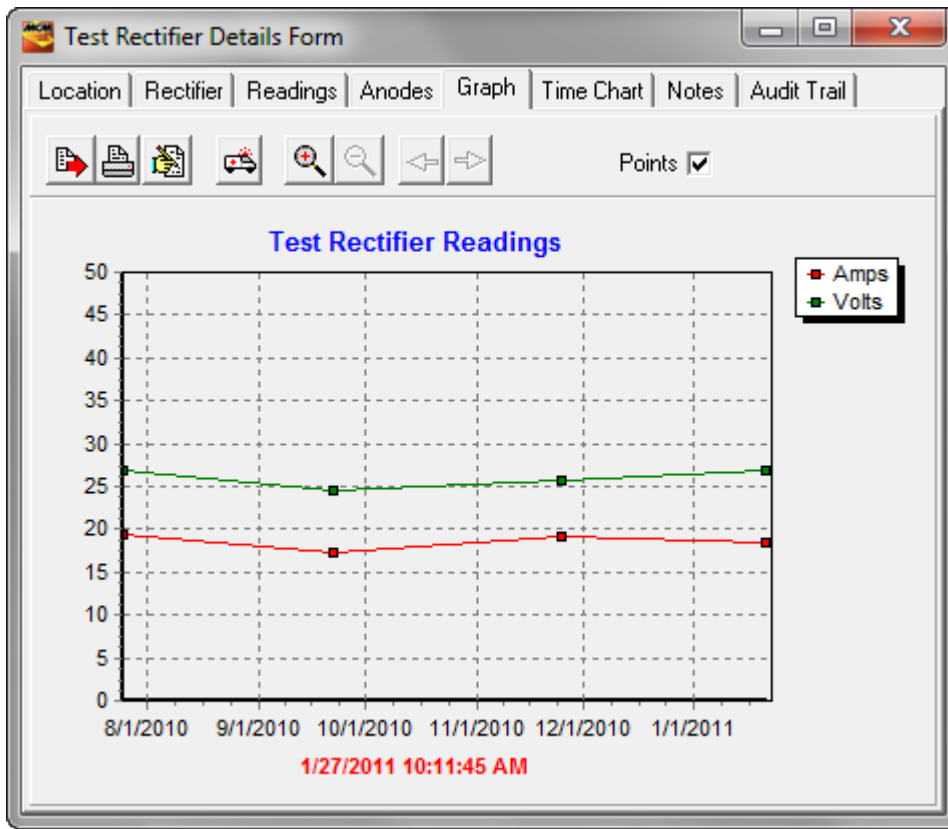 MCM Test Rectifier Details Form
Location Rectifier Readings Anodes Graph Time Chart Notes Audit Trail
Points
Test Rectifier Readings
Amps
Volts
50
45
40
35
30
25
20
15
10
5
0
8/1/2010 9/1/2010 10/1/2010 11/1/2010 12/1/2010 1/1/2011
1/27/2011 10:11:45 AM